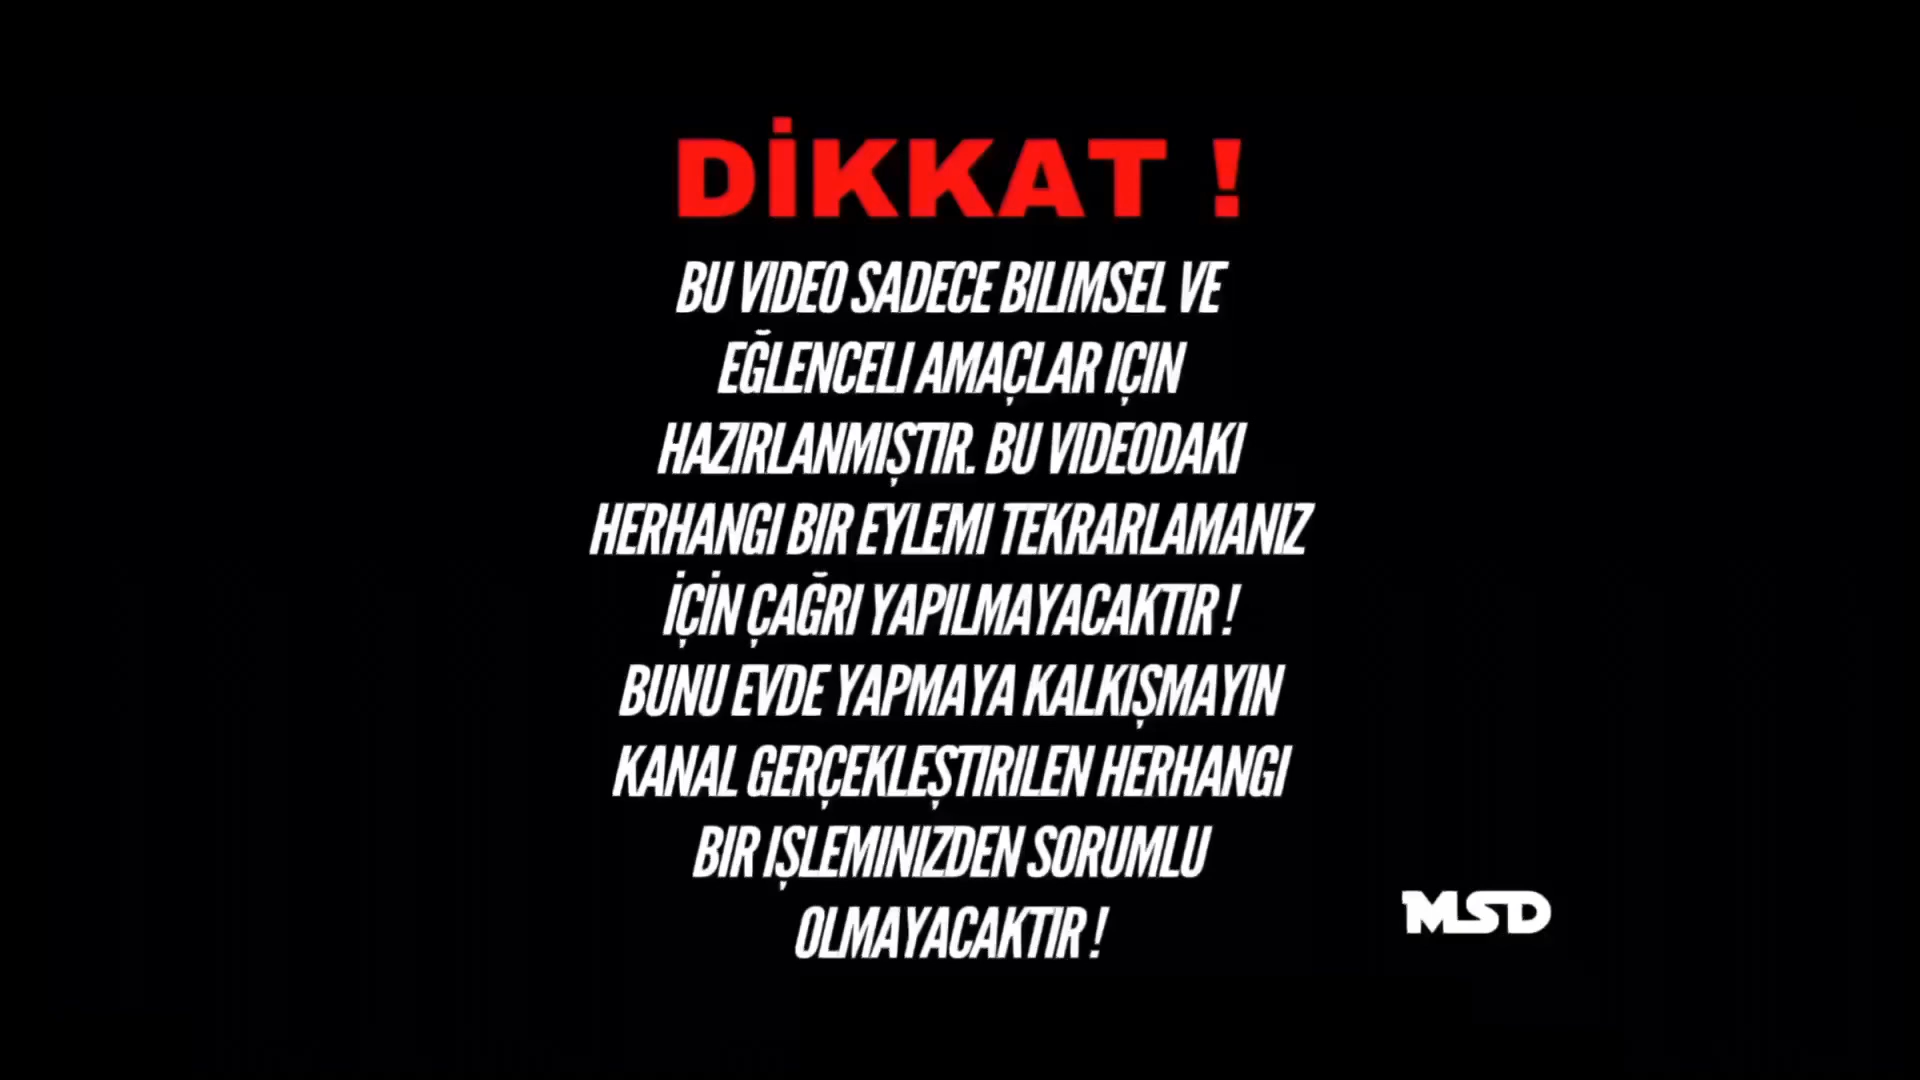 DİKKAT !
BU VIDEO SADECE BILIMSEL VE
EĞLENCELI AMAÇLAR IÇIN
HAZIRLANMIŞTIR. BU VIDEODAKI
HERHANGI BIR EYLEMI TEKRARLAMANIZ
İÇİN ÇAĞRI YAPILMAYACAKTIR !
BUNU EVDE YAPMAYA KALKIŞMAYIN
KANAL GERÇEKLEŞTIRILEN HERHANGI
BIR IŞLEMINIZDEN SORUMLU
OLMAYACAKTIR !
MSD